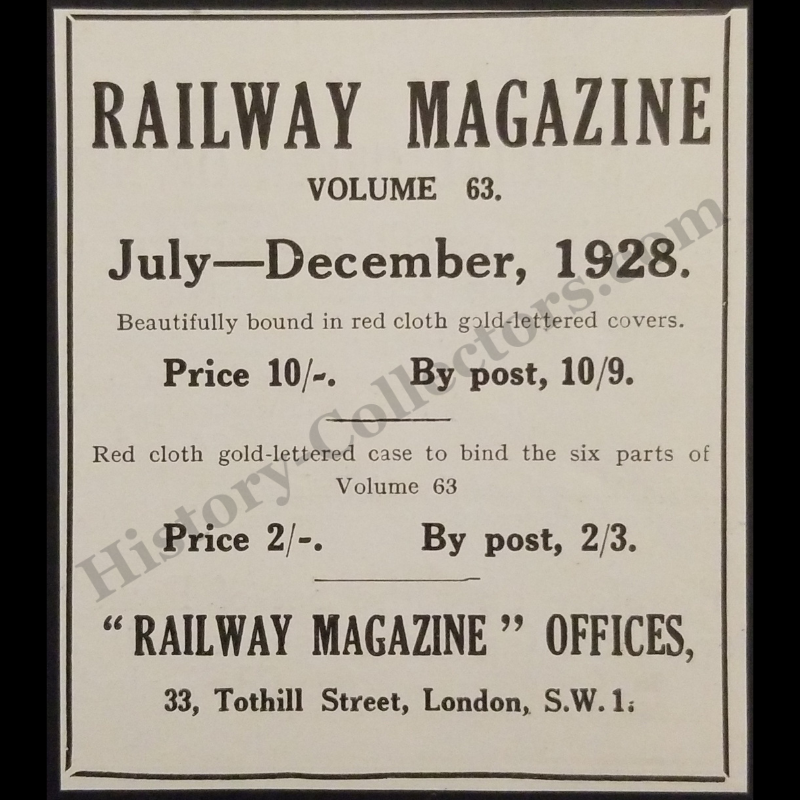 RAILWAY MAGAZINE
VOLUME 63.
July—December, 1928.
Beautifully bound in red cloth gold-lettered covers.
Price 10/-. By post, 10/9.
Red cloth gold-lettered case to bind the six parts of
Volume 63
Price 2/-. By post, 2/3.
“RAILWAY MAGAZINE” OFFICES,
33, Tothill Street, London, S.W.1.
History-Collectors.com